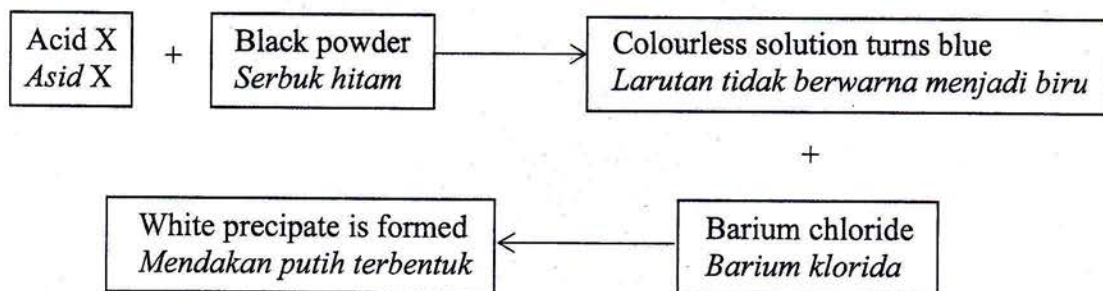 Acid X
Asid X
+
Black powder
Serbuk hitam
Colourless solution turns blue
Larutan tidak berwarna menjadi biru
+
White precipate is formed
Mendakan putih terbentuk
Barium chloride
Barium klorida